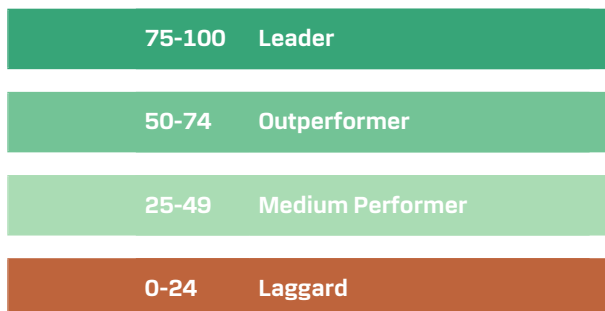 75-100 Leader
50-74 Outperformer
25-49 Medium Performer
0-24 Laggard